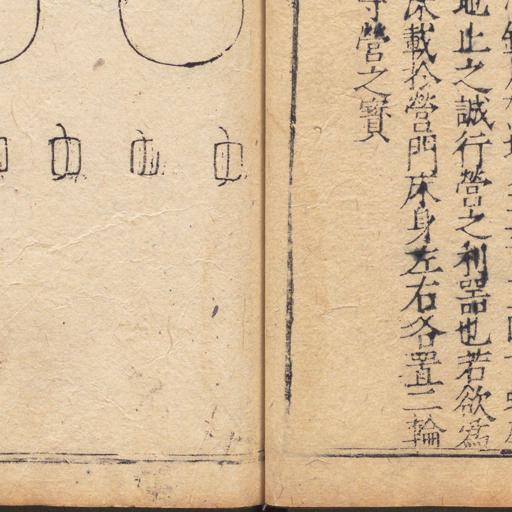 地止之誠行營之利器也若欲爲
床載於營門床身左右各置二輪
守營之寶